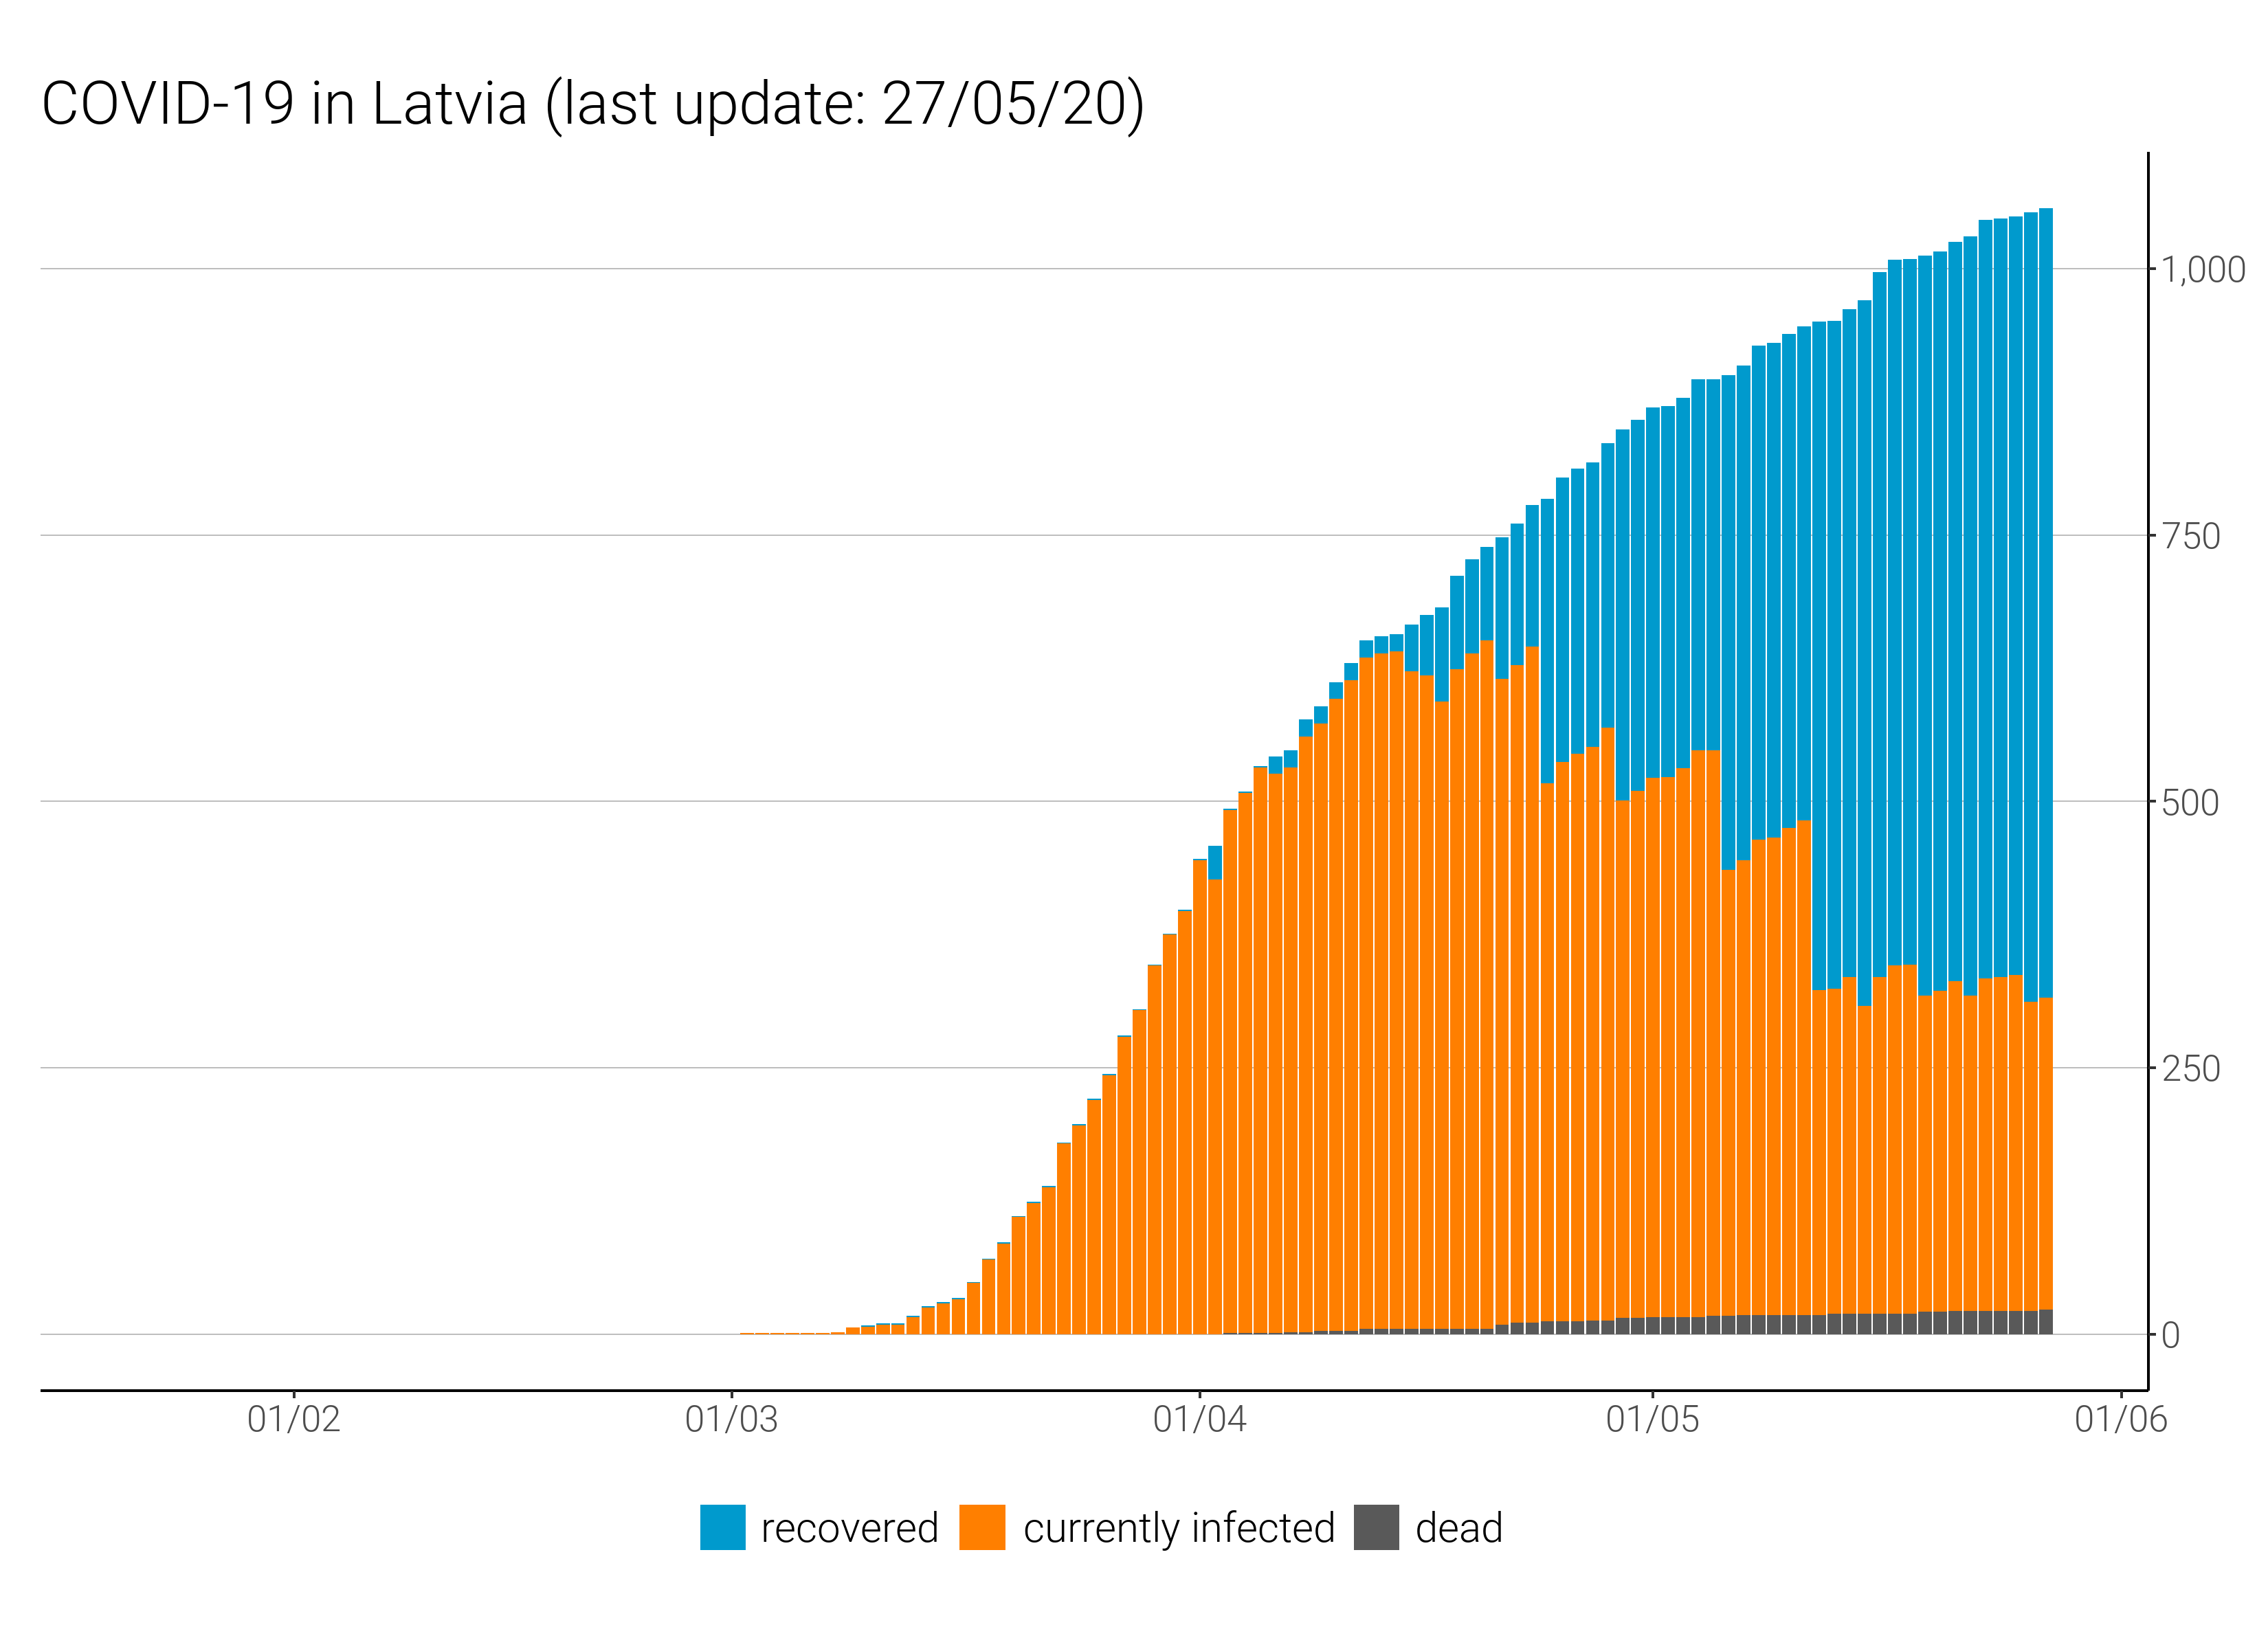 COVID-19 in Latvia (last update: 27/05/20)
1,000
750
500
250
0
01/02 01/03 01/04 01/05 01/06
recovered currently infected dead